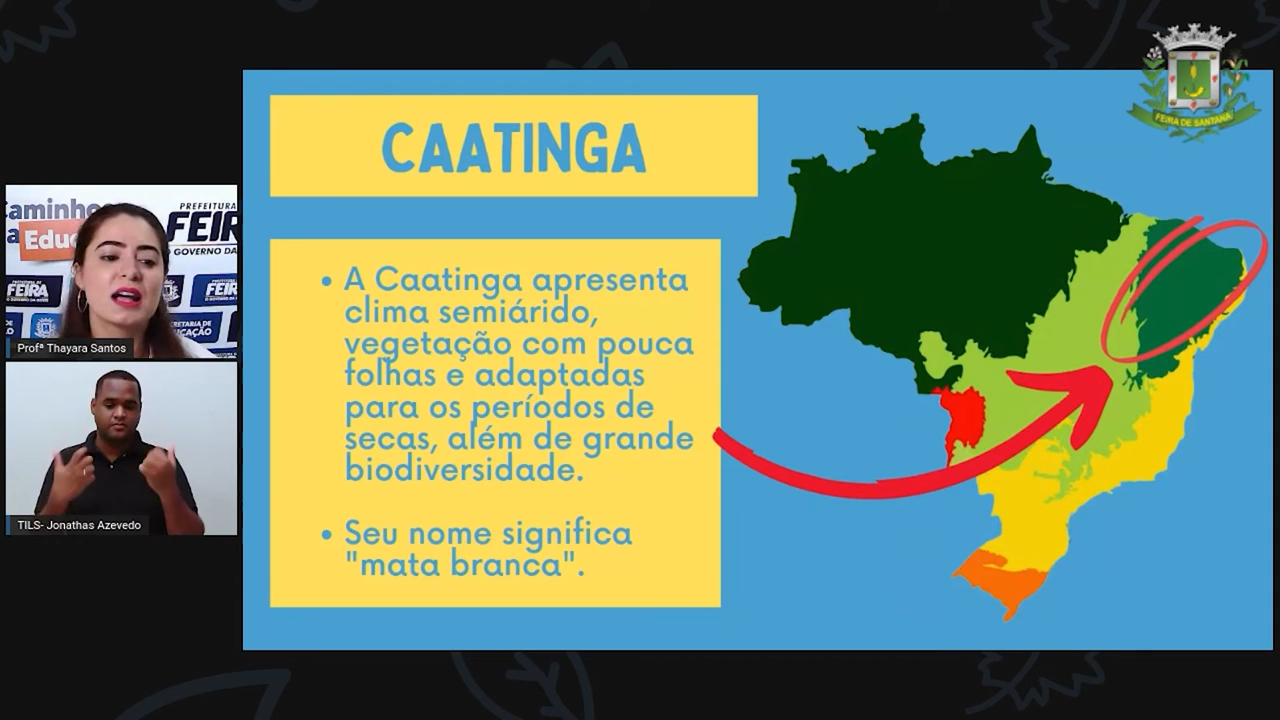 CAATINGA
FEIRA DE SANTANA
• A Caatinga apresenta
clima semiárido,
vegetação com pouca
folhas e adaptadas
para os períodos de
secas, além de grande
biodiversidade.
• Seu nome significa
"mata branca".
aminho
a Educ
PREFEITURA
FEIR
GOVERNO DA
FEIRA
Profª Thayara Santos
TILS- Jonathas Azevedo